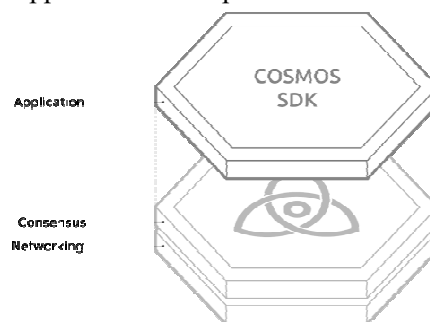 COSMOS
SDK
Application
Consensus
Networking